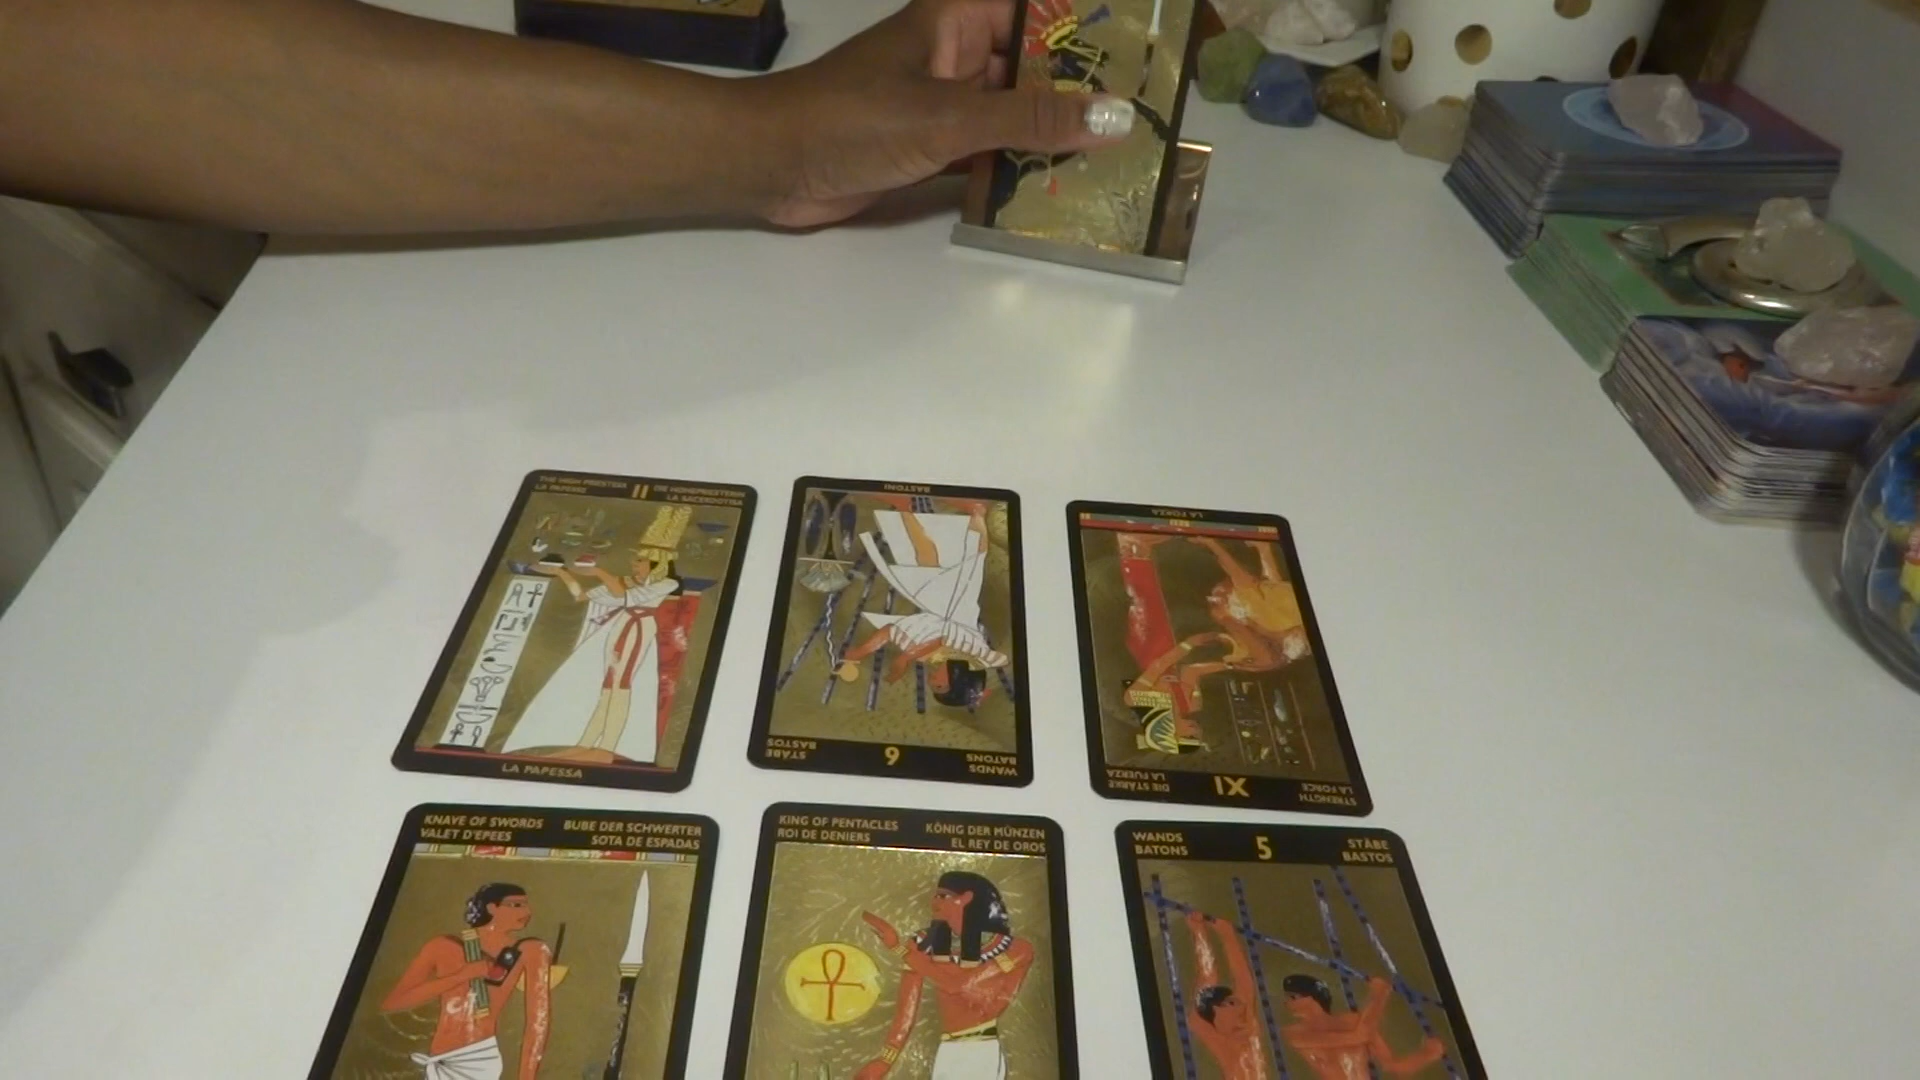 THE HIGH PRIESTESS
LA PAPESSE
II
DIE HOHEPRIESTERIN
LA SACERDOTISA
LA PAPESSA
WANDS
BATONS
6
STÄBE
BASTOS
BASTONI
STRENGTH
LA FORCE
XI
DIE STÄRKE
LA FUERZA
LA FORZA
KNAVE OF SWORDS
VALET D'EPEES
BUBE DER SCHWERTER
SOTA DE ESPADAS
KING OF PENTACLES
ROI DE DENIERS
KÖNIG DER MÜNZEN
EL REY DE OROS
WANDS
BATONS
5
STÄBE
BASTOS